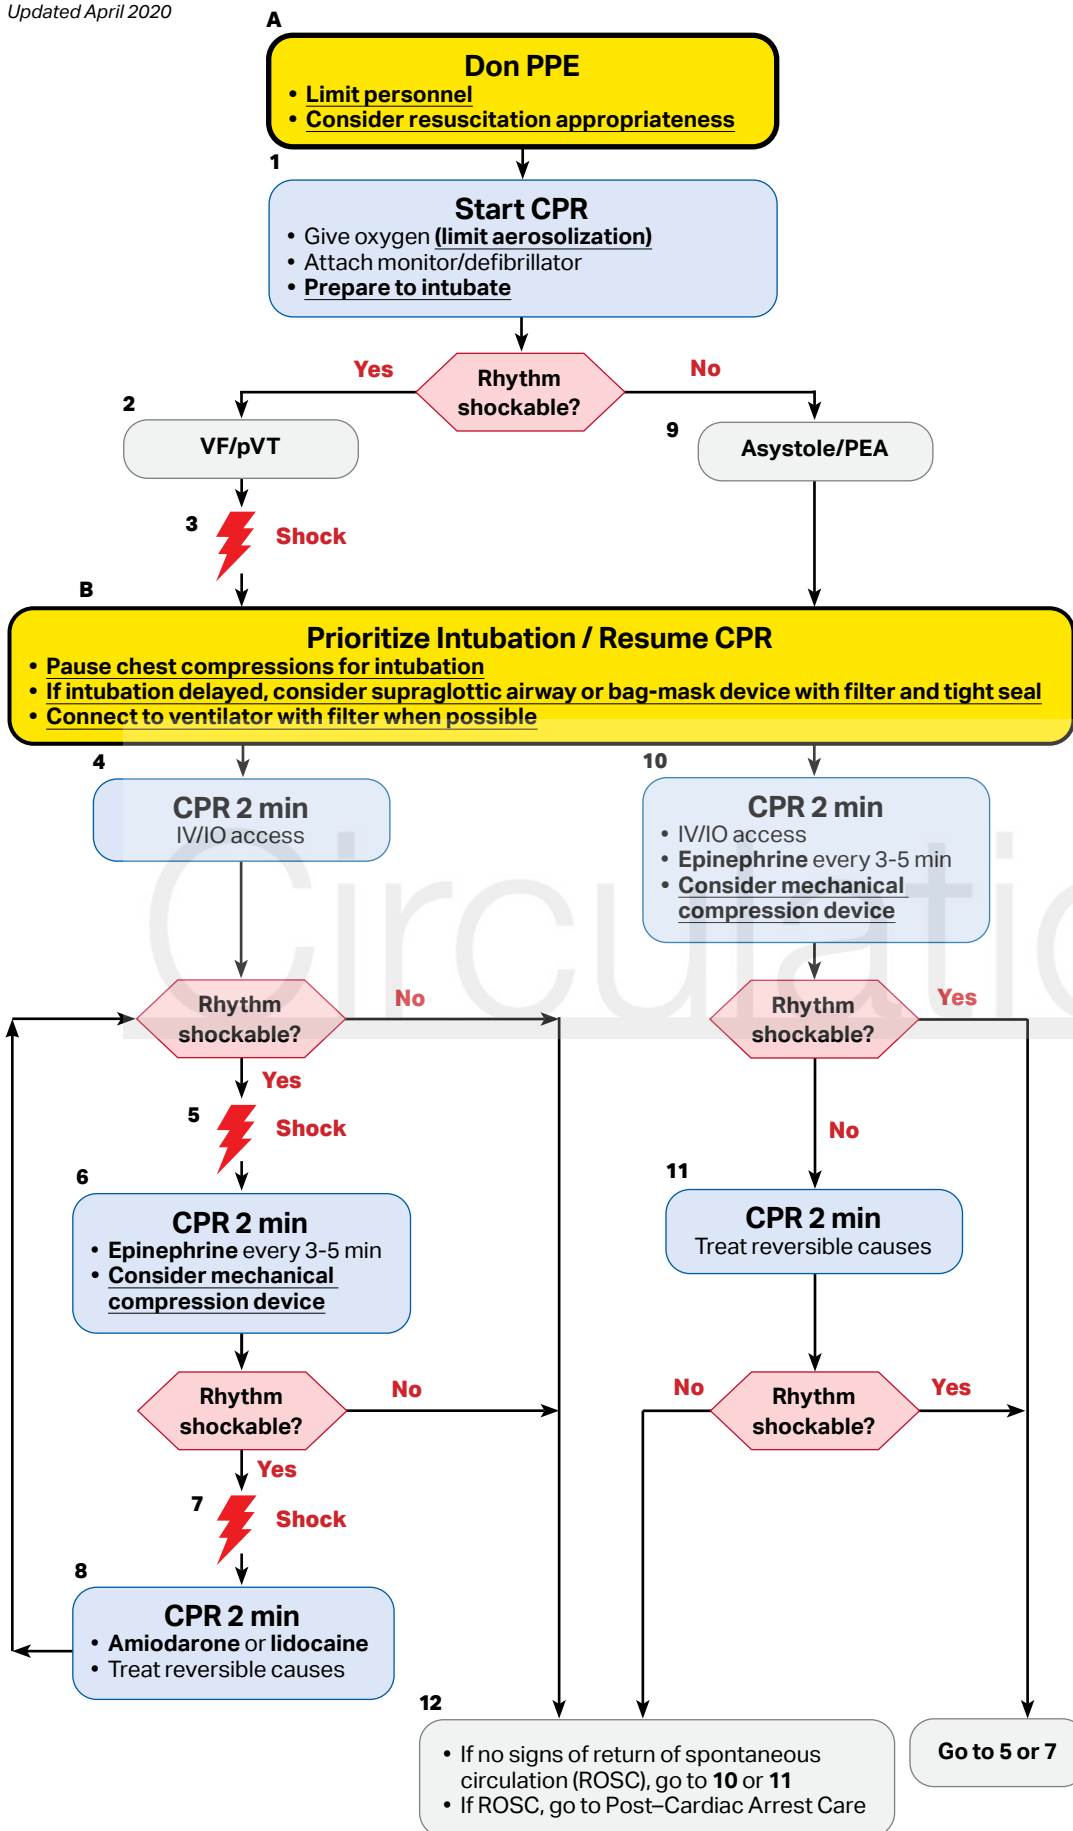 Updated April 2020
A
Don PPE
• Limit personnel
• Consider resuscitation appropriateness
1
Start CPR
• Give oxygen (limit aerosolization)
• Attach monitor/defibrillator
• Prepare to intubate
Yes
Rhythm
shockable?
No
2
VF/pVT
9
Asystole/PEA
3
Shock
B
Prioritize Intubation / Resume CPR
• Pause chest compressions for intubation
• If intubation delayed, consider supraglottic airway or bag-mask device with filter and tight seal
• Connect to ventilator with filter when possible
4
CPR 2 min
IV/IO access
10
CPR 2 min
• IV/IO access
• Epinephrine every 3-5 min
• Consider mechanical
compression device
Circulatio
Rhythm
shockable?
No
Yes
Rhythm
shockable?
Yes
No
5
Shock
6
CPR 2 min
• Epinephrine every 3-5 min
• Consider mechanical
compression device
11
CPR 2 min
Treat reversible causes
Rhythm
shockable?
No
Yes
No
Rhythm
shockable?
Yes
7
Shock
8
CPR 2 min
• Amiodarone or lidocaine
• Treat reversible causes
12
• If no signs of return of spontaneous
circulation (ROSC), go to 10 or 11
• If ROSC, go to Post–Cardiac Arrest Care
Go to 5 or 7